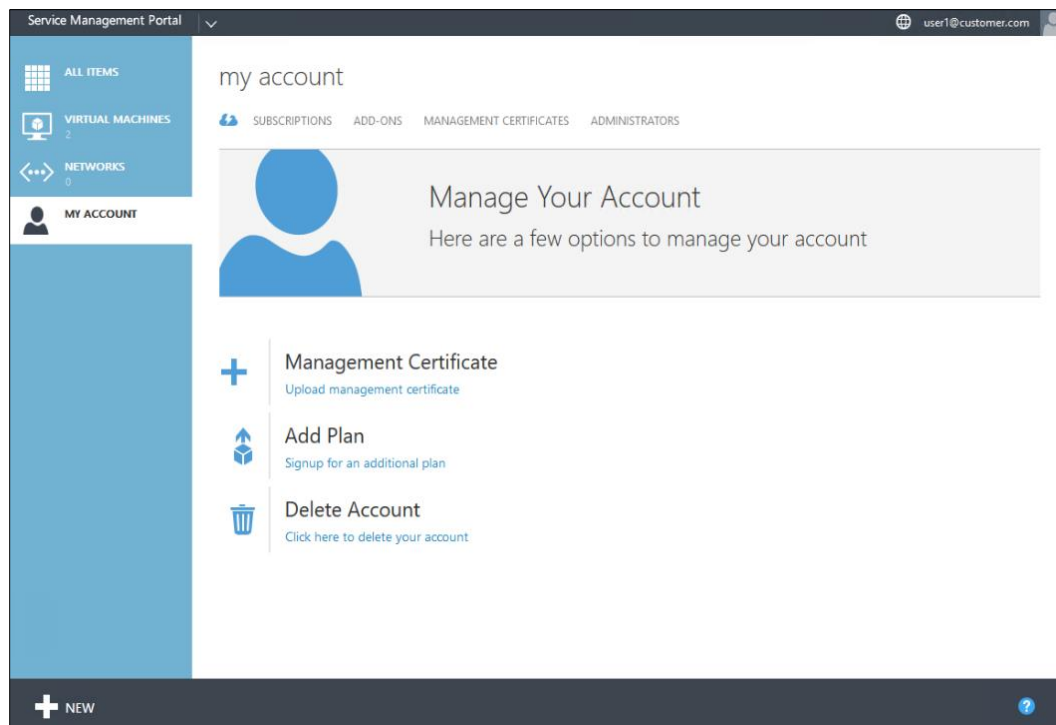 Service Management Portal
user1@customer.com
ALL ITEMS
VIRTUAL MACHINES
2
NETWORKS
0
MY ACCOUNT
my account
SUBSCRIPTIONS ADD-ONS MANAGEMENT CERTIFICATES ADMINISTRATORS
Manage Your Account
Here are a few options to manage your account
Management Certificate
Upload management certificate
Add Plan
Signup for an additional plan
Delete Account
Click here to delete your account
NEW
?